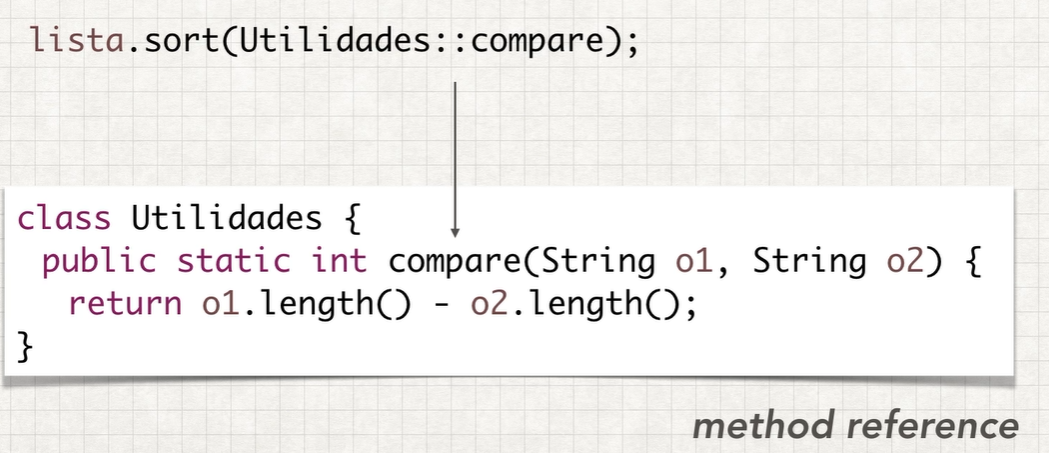 lista.sort(Utilidades::compare);
class Utilidades {
public static int compare(String o1, String o2) {
return o1.length() - o2.length();
}
method reference